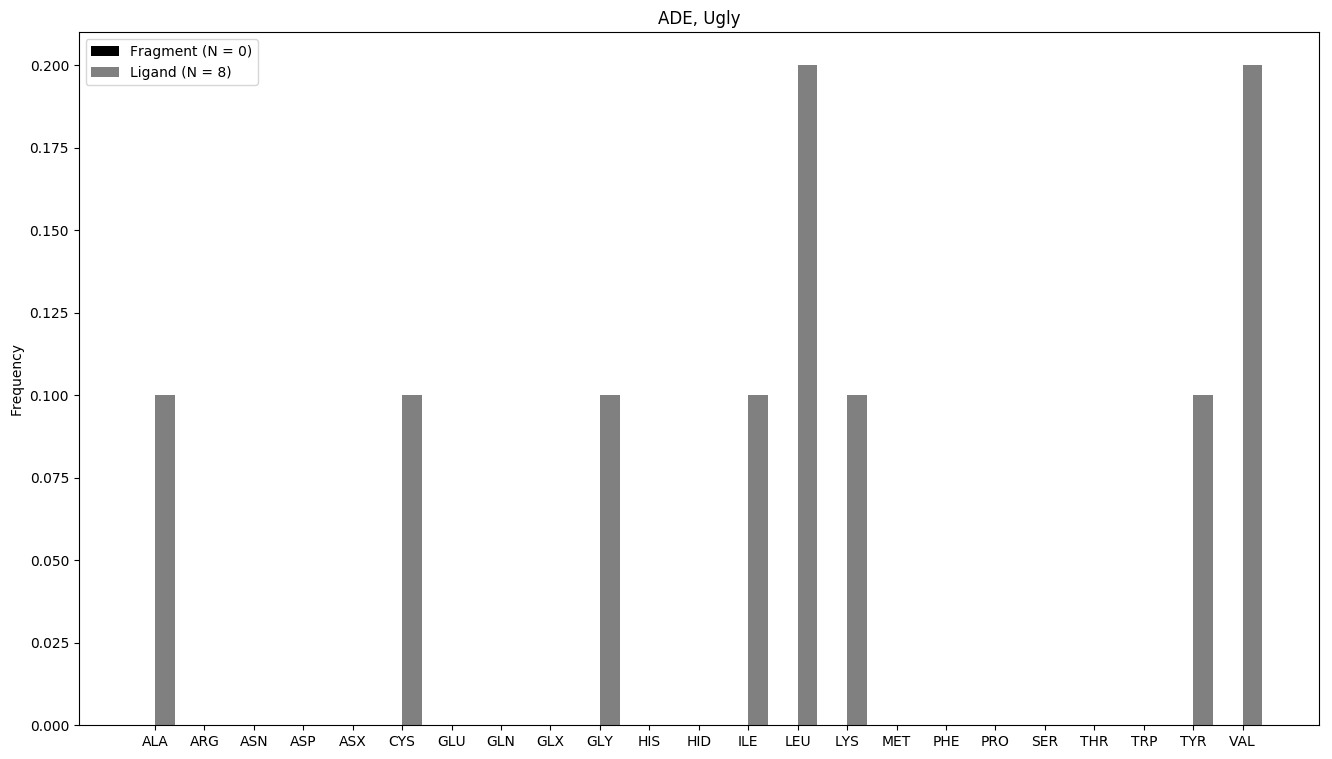 ADE, Ugly
Fragment (N = 0)
Ligand (N = 8)
Frequency
0.200
0.175
0.150
0.125
0.100
0.075
0.050
0.025
0.000
ALA ARG ASN ASP ASX CYS GLU GLN GLX GLY HIS HID ILE LEU LYS MET PHE PRO SER THR TRP TYR VAL